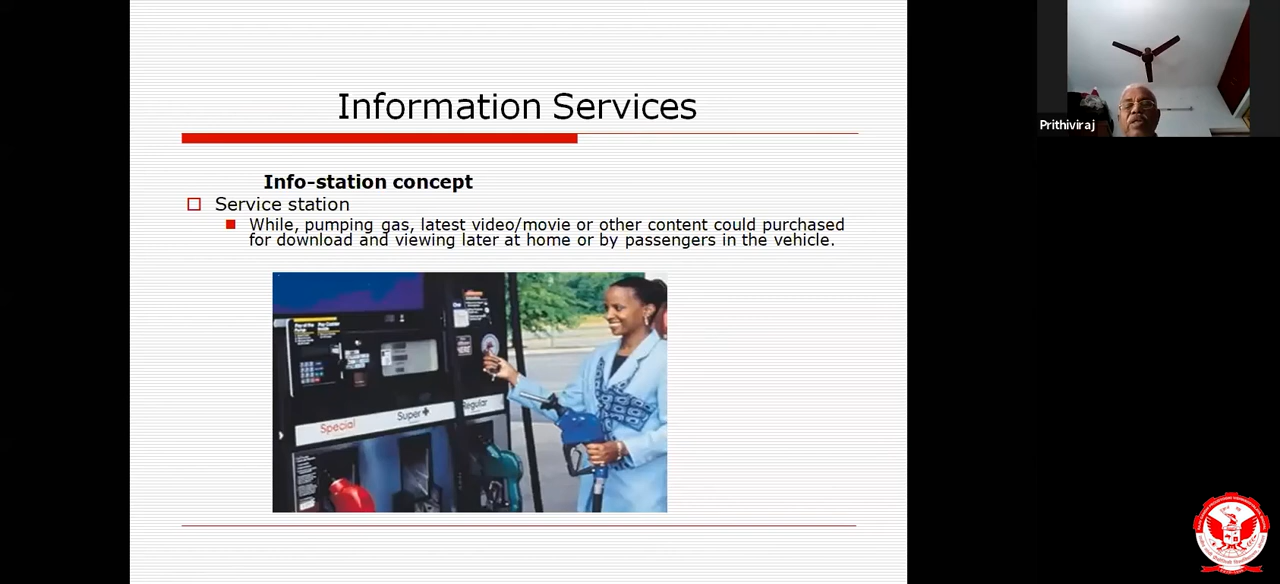 Information Services
Info-station concept
Service station
While, pumping gas, latest video/movie or other content could purchased
for download and viewing later at home or by passengers in the vehicle.
Special
Super+
Regular
Prithiviraj